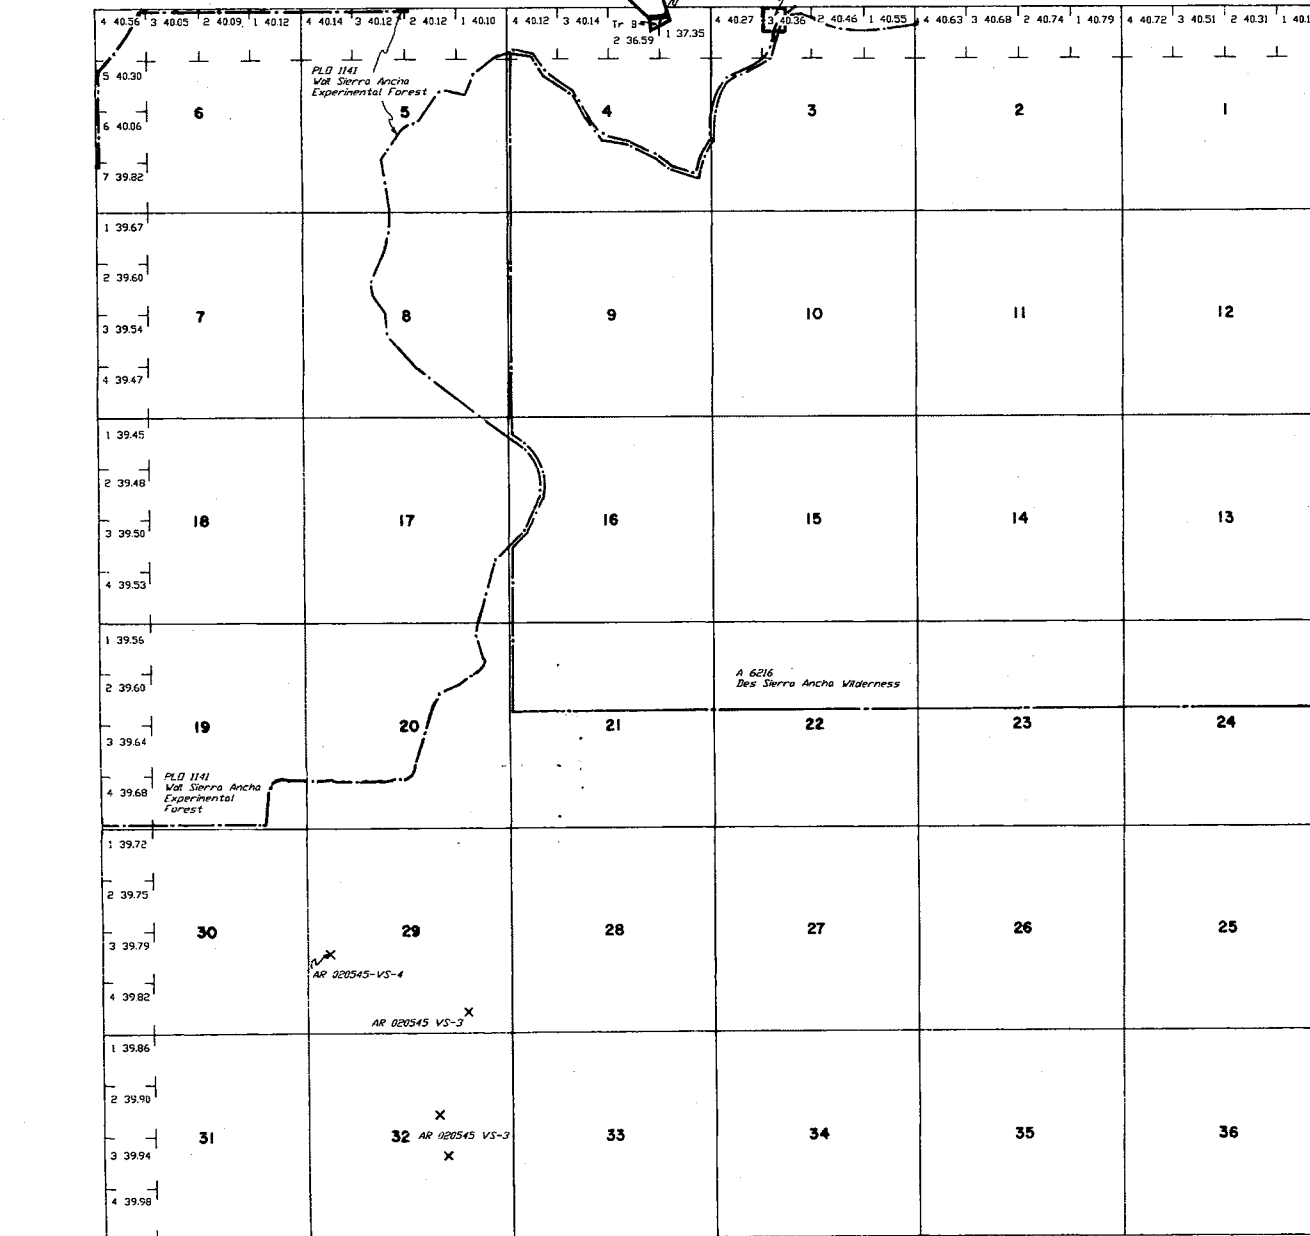 4 40.56 3 40.05 2 40.09 1 40.12 4 40.14 3 40.12 2 40.12 1 40.10 4 40.12 3 40.14 Tr B 1 37.35 4 40.27 3 40.36 2 40.46 1 40.55 4 40.63 3 40.68 2 40.74 1 40.79 4 40.72 3 40.51 2 40.31
2 36.59
PLO 1141
Wdl Sierra Ancha
Experimental Forest
5 40.30
6 5 4 3 2 1
6 40.06
7 39.82
1 39.67
2 39.60
7 8 9 10 11 12
3 39.54
4 39.47
1 39.45
2 39.48
18 17 16 15 14 13
3 39.50
4 39.53
1 39.56
A 6216
Des Sierra Ancha Wilderness
2 39.60
19 20 21 22 23 24
3 39.64
PLO 1141
Wdl Sierra Ancha
Experimental
Forest
4 39.68
1 39.72
2 39.75
30 29 28 27 26 25
3 39.79
AR 020545-VS-4
4 39.82
AR 020545 VS-3
1 39.86
2 39.90
31 32 AR 020545 VS-3 33 34 35 36
3 39.94
4 39.98